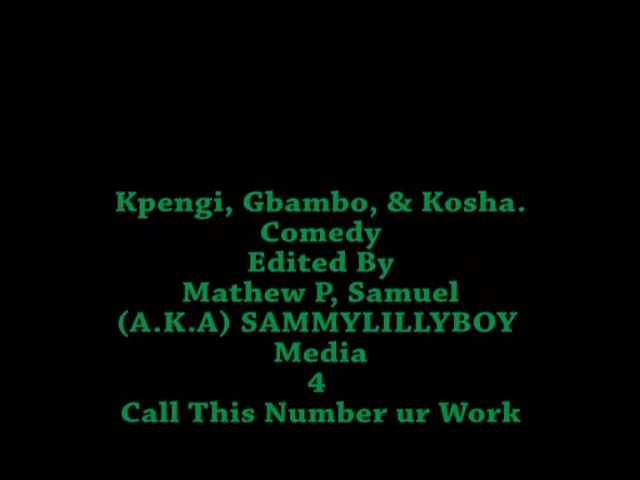 Kpengi, Gbambo, & Kosha.
Comedy
Edited By
Mathew P, Samuel
(A.K.A) SAMMYLILLYBOY
Media
4
Call This Number ur Work